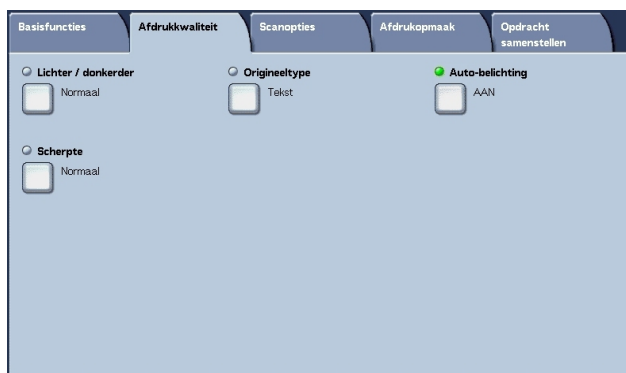 Basisfuncties
Afdrukkwaliteit
Scanopties
Afdrukopmaak
Opdracht
samenstellen
Lichter / donkerder
Normaal
Origineeltype
Tekst
Auto-belichting
AAN
Scherpte
Normaal